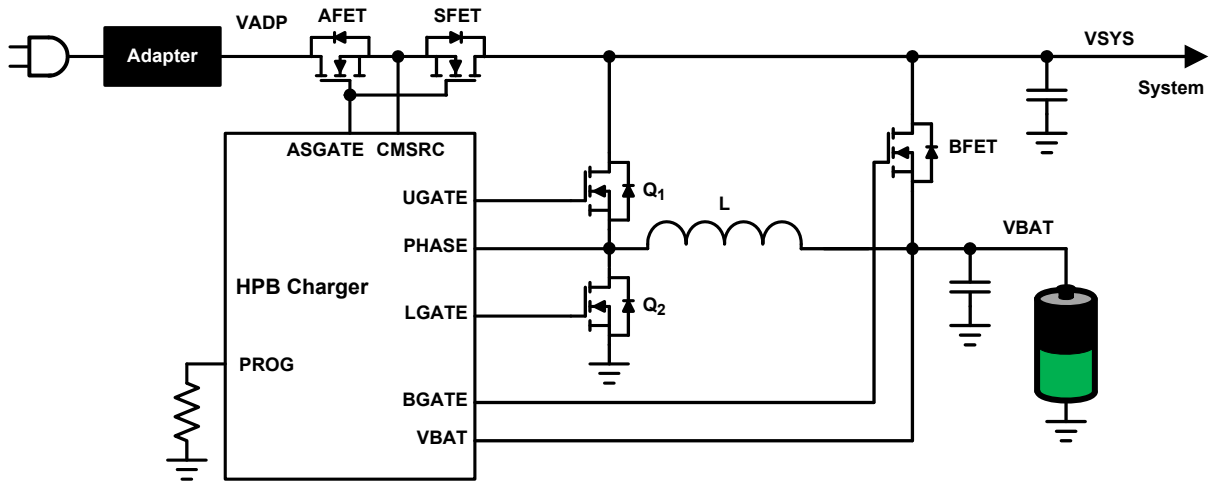 AFET
SFET
VADP
VSYS
Adapter
System
ASGATE
CMSRC
BFET
UGATE
Q1
L
PHASE
VBAT
HPB Charger
LGATE
Q2
PROG
BGATE
VBAT